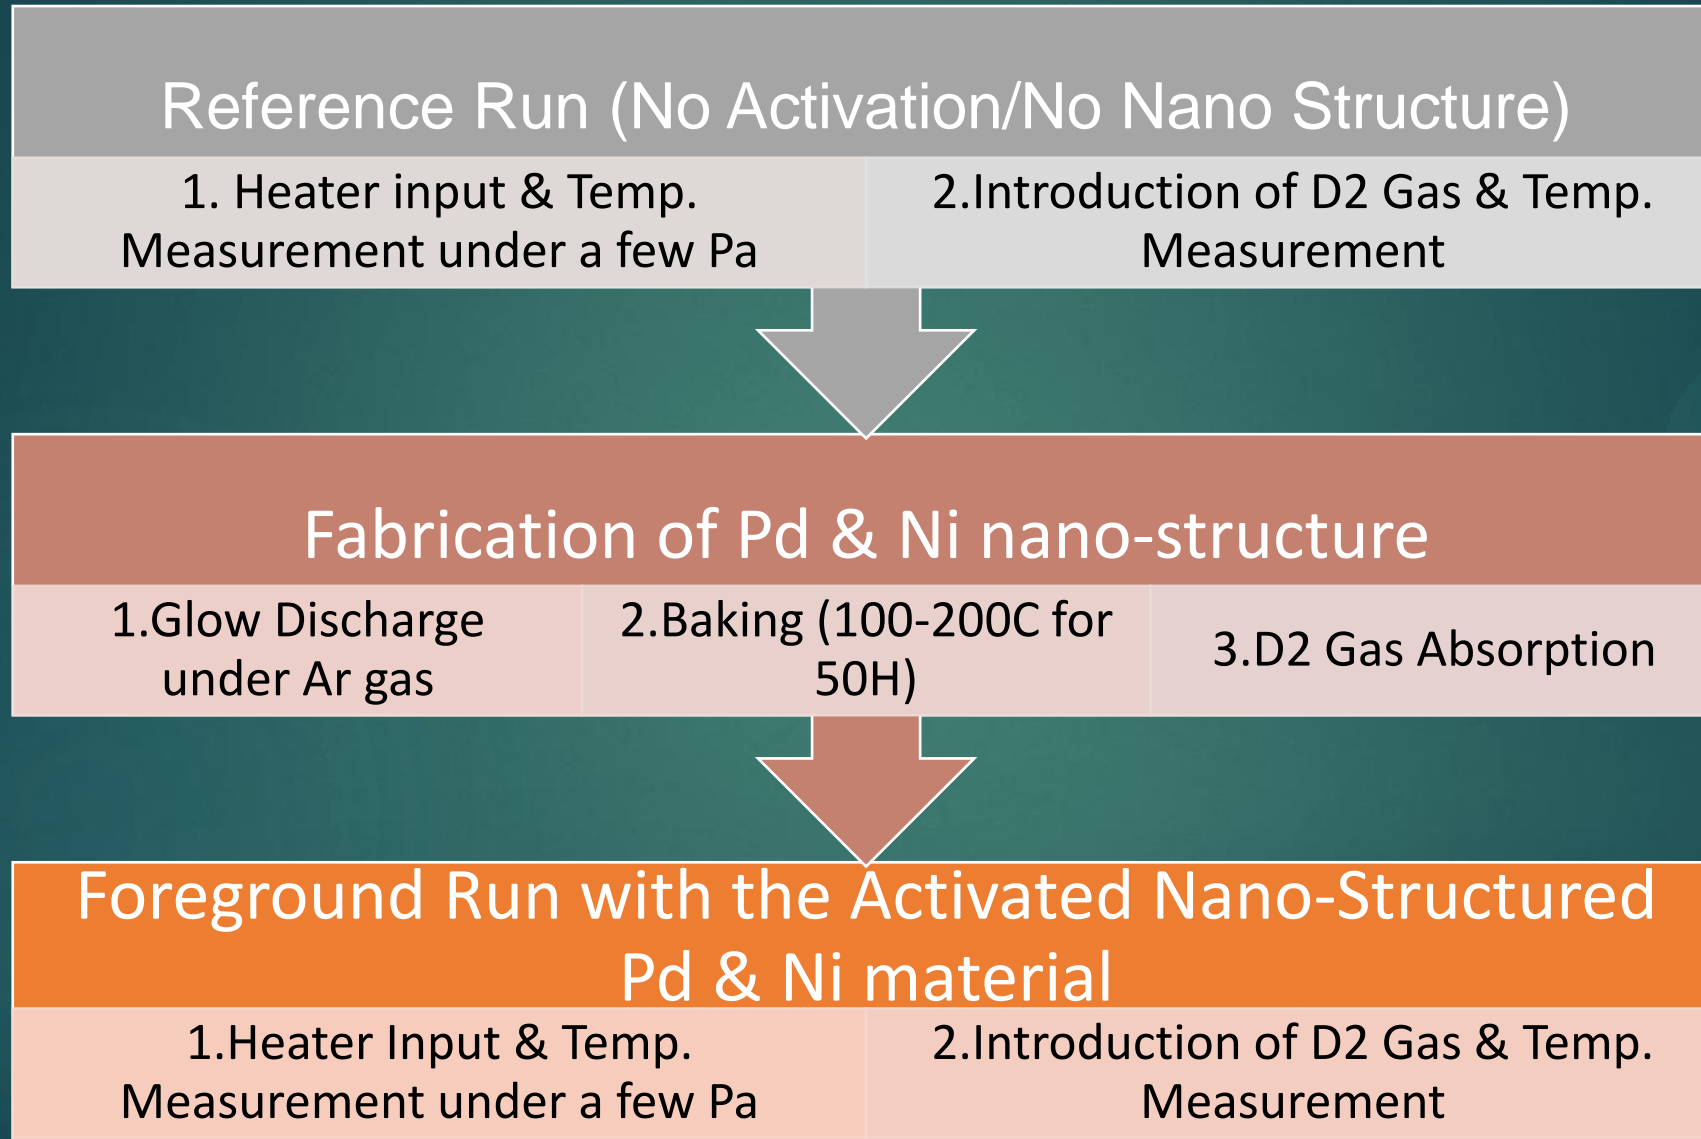 Reference Run (No Activation/No Nano Structure)
1. Heater input & Temp.
Measurement under a few Pa
2.Introduction of D2 Gas & Temp.
Measurement
Fabrication of Pd & Ni nano-structure
1.Glow Discharge
under Ar gas
2.Baking (100-200C for
50H)
3.D2 Gas Absorption
Foreground Run with the Activated Nano-Structured
Pd & Ni material
1.Heater Input & Temp.
Measurement under a few Pa
2.Introduction of D2 Gas & Temp.
Measurement